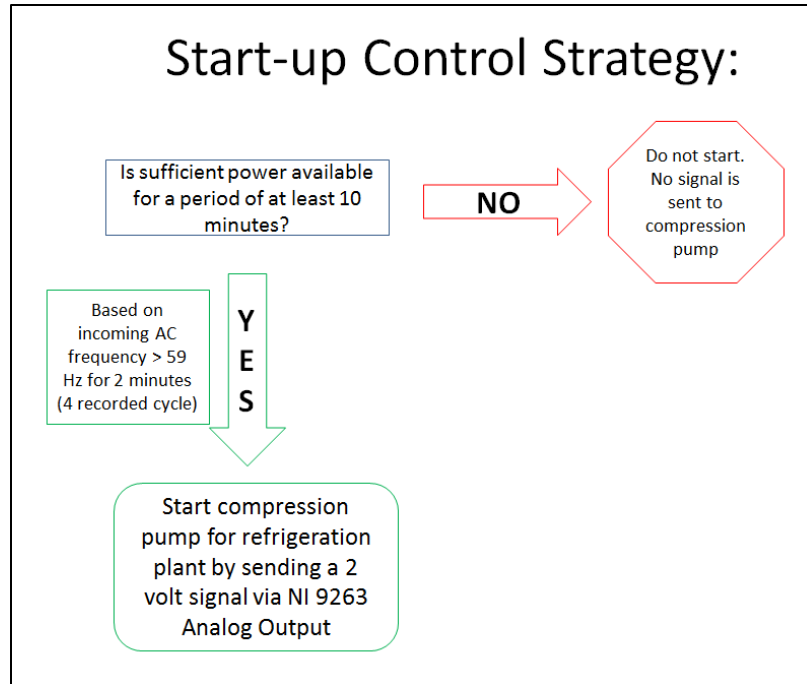 Start-up Control Strategy:
Is sufficient power available
for a period of at least 10
minutes?
NO
Do not start.
No signal is
sent to
compression
pump
Based on
incoming AC
frequency > 59
Hz for 2 minutes
(4 recorded cycle)
Y
E
S
Start compression
pump for refrigeration
plant by sending a 2
volt signal via NI 9263
Analog Output